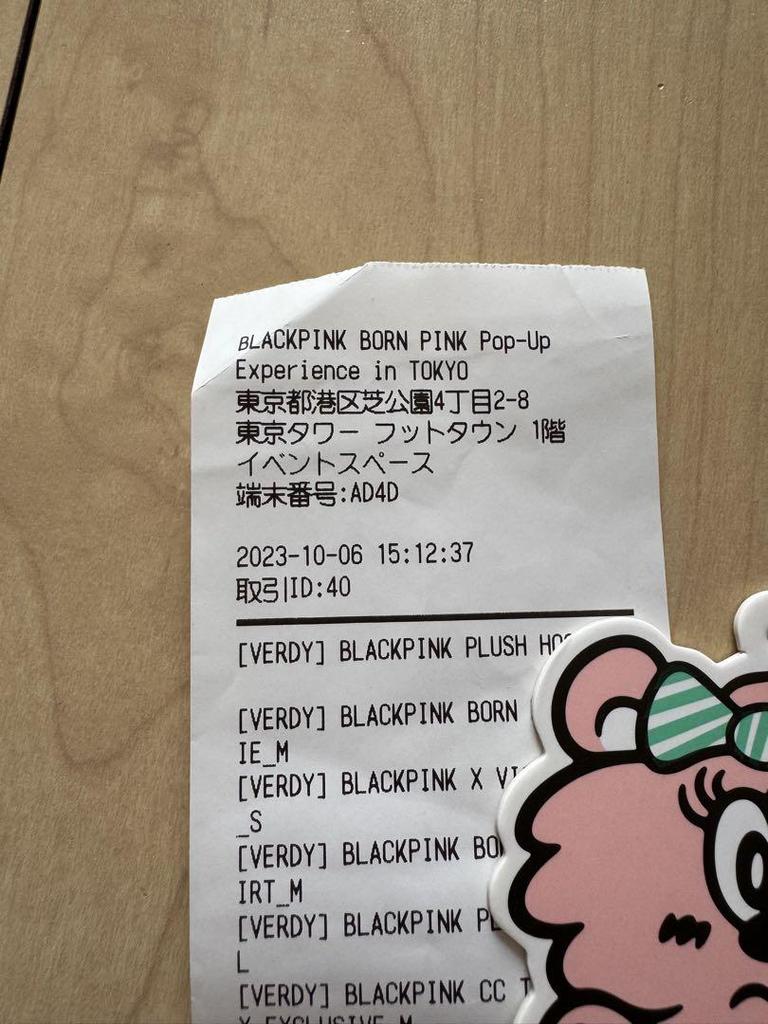 BLACKPINK BORN PINK Pop-Up
Experience in TOKYO
東京都港区芝公園4丁目2-8
東京タワー フットタウン 1階
イベントスペース
端末番号:AD4D
2023-10-06 15:12:37
取引ID:40
[VERDY] BLACKPINK PLUSH
[VERDY] BLACKPINK BORN
IE_M
[VERDY] BLACKPINK X
_S
[VERDY] BLACKPINK
IRT_M
[VERDY] BLACKPINK
L
[VERDY] BLACKPINK CC
X EXCLUSIVE M